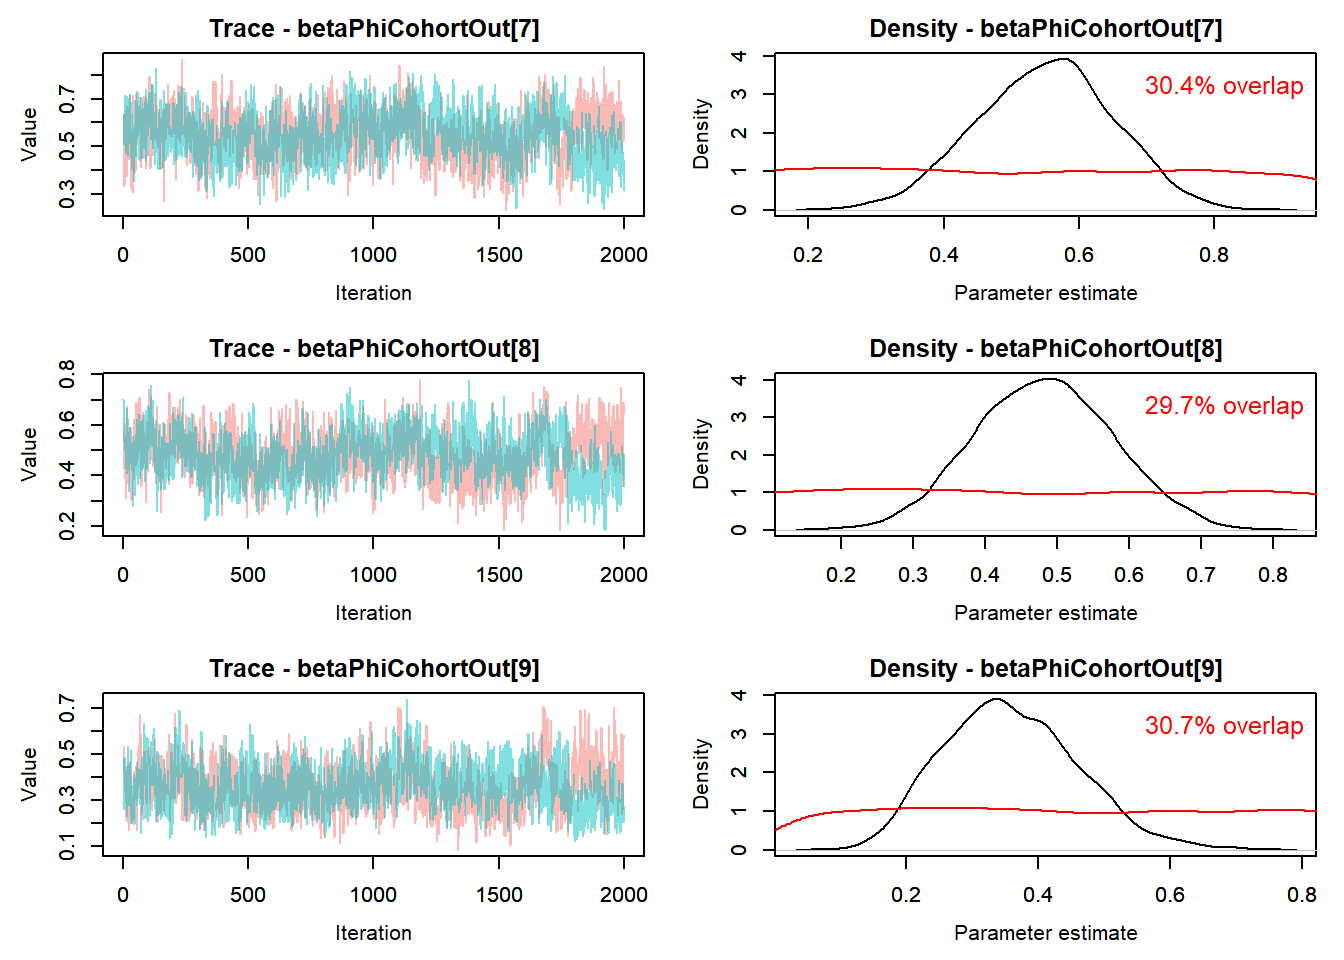 Trace - betaPhiCohortOut[7]
Value
0.3 0.5 0.7
0 500 1000 1500 2000
Iteration
Density - betaPhiCohortOut[7]
30.4% overlap
Density
0 1 2 3 4
0.2 0.4 0.6 0.8
Parameter estimate
Trace - betaPhiCohortOut[8]
Value
0.2 0.4 0.6 0.8
0 500 1000 1500 2000
Iteration
Density - betaPhiCohortOut[8]
29.7% overlap
Density
0 1 2 3 4
0.2 0.3 0.4 0.5 0.6 0.7 0.8
Parameter estimate
Trace - betaPhiCohortOut[9]
Value
0.1 0.3 0.5 0.7
0 500 1000 1500 2000
Iteration
Density - betaPhiCohortOut[9]
30.7% overlap
Density
0 1 2 3 4
0.2 0.4 0.6 0.8
Parameter estimate